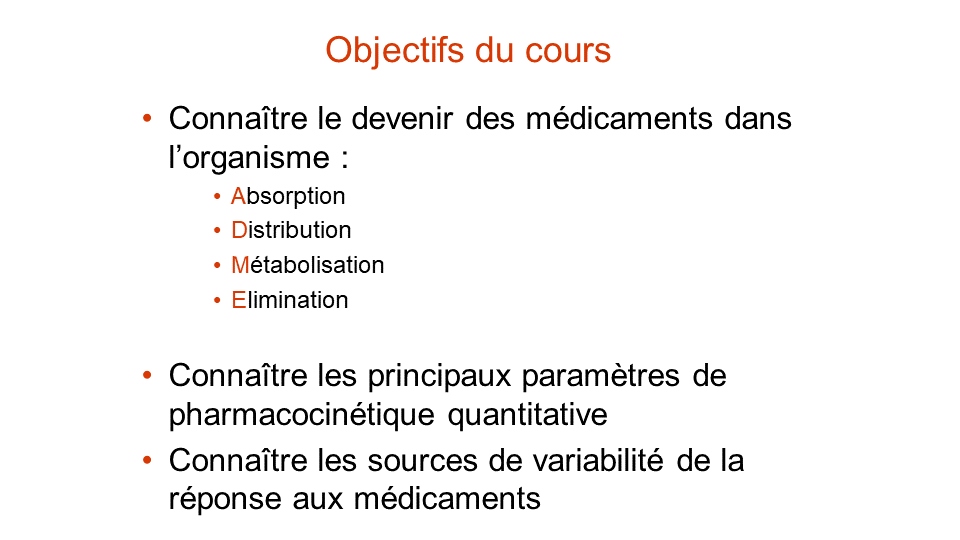 Objectifs du cours
• Connaître le devenir des médicaments dans
l’organisme :
• Absorption
• Distribution
• Métabolisation
• Elimination
• Connaître les principaux paramètres de
pharmacocinétique quantitative
• Connaître les sources de variabilité de la
réponse aux médicaments